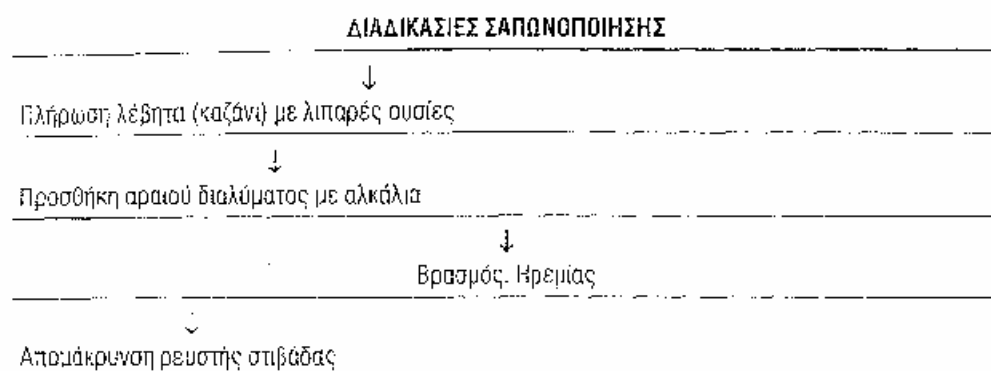 ΔΙΑΔΙΚΑΣΙΕΣ ΣΑΠΩΝΟΠΟΙΗΣΗΣ
Πλήρωση λέβητα (καζάνι) με λιπαρές ουσίες
Προσθήκη αραιού διαλύματος με αλκάλια
Βρασμός. Ηρεμίας
Απομάκρυνση ρευστής στιβάδας